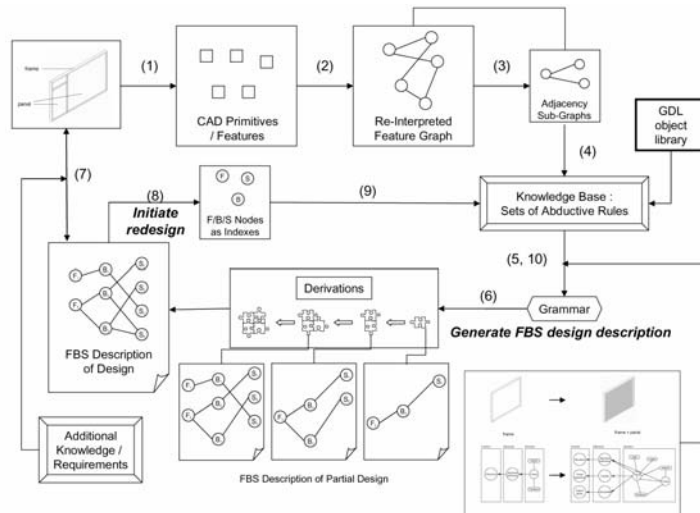 frame
panel
(1)
CAD Primitives
/ Features
(2)
Re-Interpreted
Feature Graph
(3)
Adjacency
Sub-Graphs
GDL
object
library
(4)
(7)
(8)
Initiate
redesign
F
S
B
F/B/S Nodes
as Indexes
(9)
Knowledge Base :
Sets of Abductive Rules
(5, 10)
Derivations
(6)
Grammar
Generate FBS design description
FBS Description
of Design
Additional
Knowledge /
Requirements
FBS Description of Partial Design
frame
frame + panel